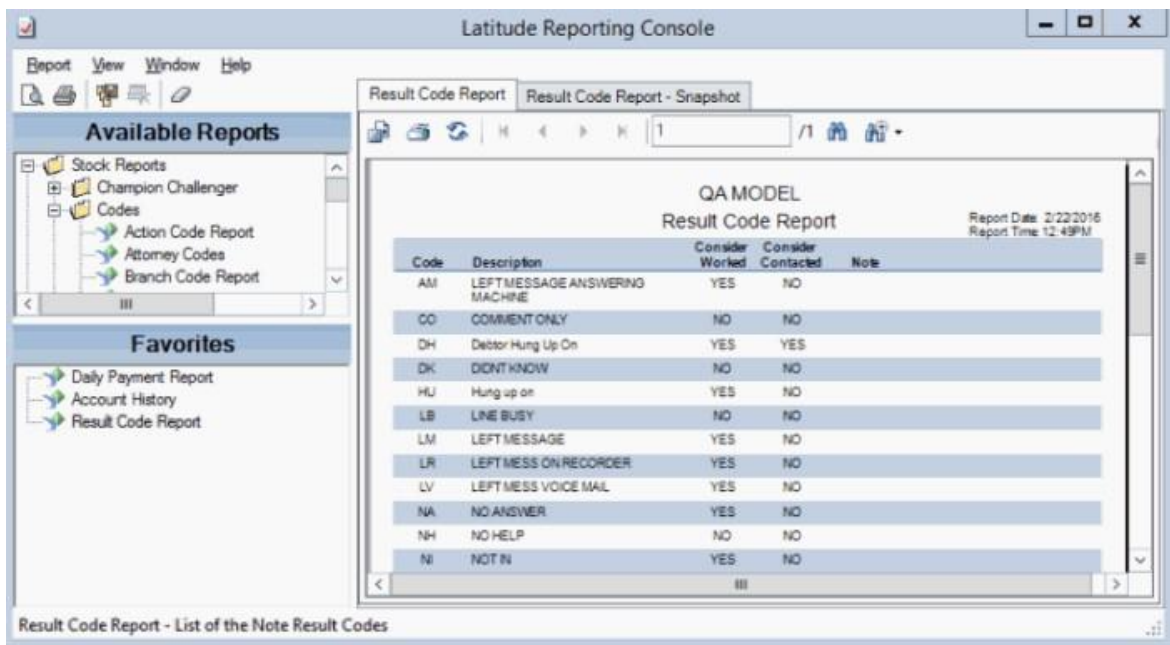 Latitude Reporting Console
Report View Window Help
Available Reports
Stock Reports
Champion Challenger
Codes
Action Code Report
Attorney Codes
Branch Code Report
Favorites
Daily Payment Report
Account History
Result Code Report
Result Code Report Result Code Report - Snapshot
1 /1
QA MODEL
Result Code Report
Report Date: 2/22/2016
Report Time: 12:49PM
Code Description Consider Worked Consider Contacted Note
AM LEFT MESSAGE ANSWERING MACHINE YES NO
CO COMMENT ONLY NO NO
DH Debtor Hung Up On YES YES
DK DIDNT KNOW NO NO
HU Hung up on YES NO
LB LINE BUSY NO NO
LM LEFT MESSAGE YES NO
LR LEFT MESS ON RECORDER YES NO
LV LEFT MESS VOICE MAIL YES NO
NA NO ANSWER YES NO
NH NO HELP NO NO
NI NOT IN YES NO
Result Code Report - List of the Note Result Codes